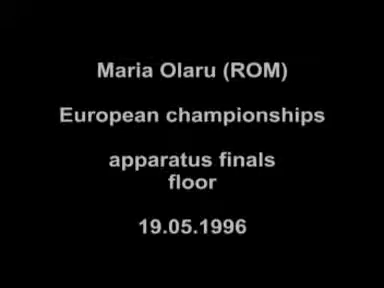 Maria Olaru (ROM)
European championships
apparatus finals
floor
19.05.1996